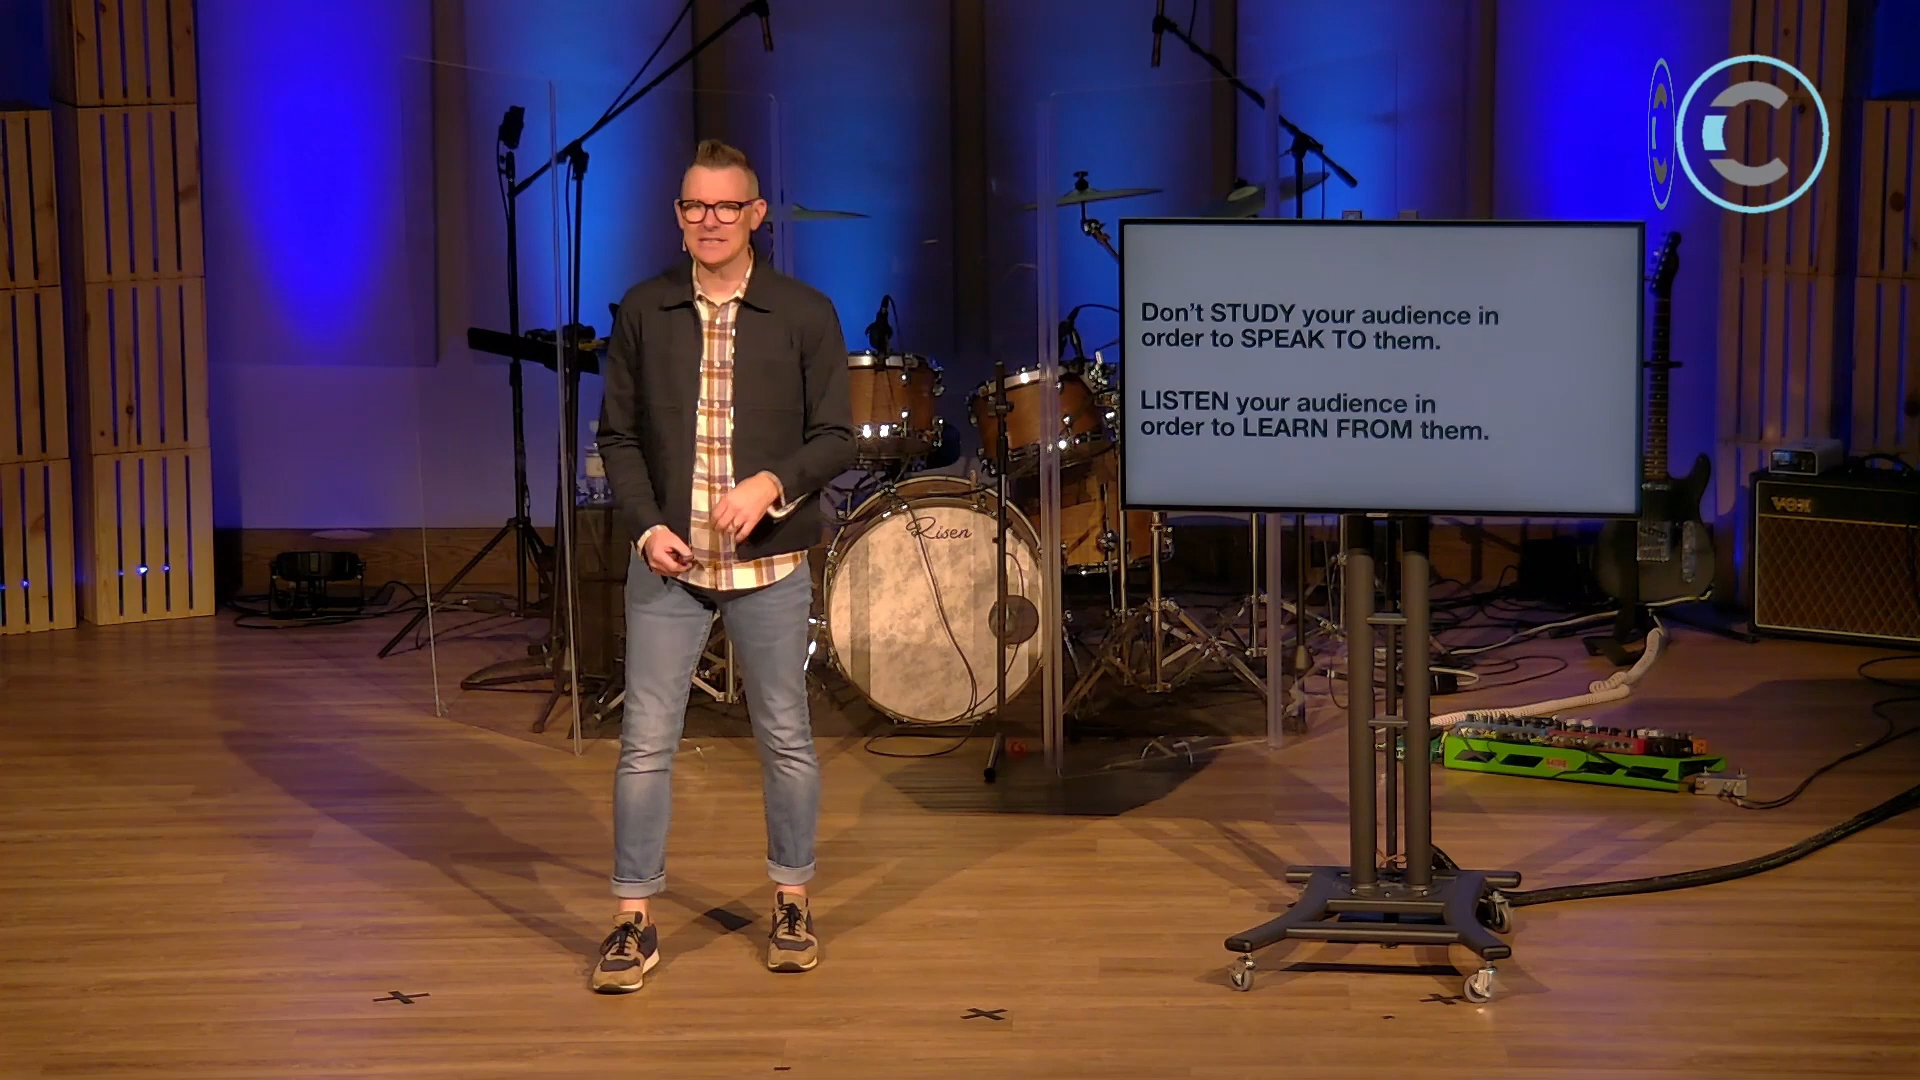 Don't STUDY your audience in
order to SPEAK TO them.
LISTEN your audience in
order to LEARN FROM them.
Risen
VOX
C